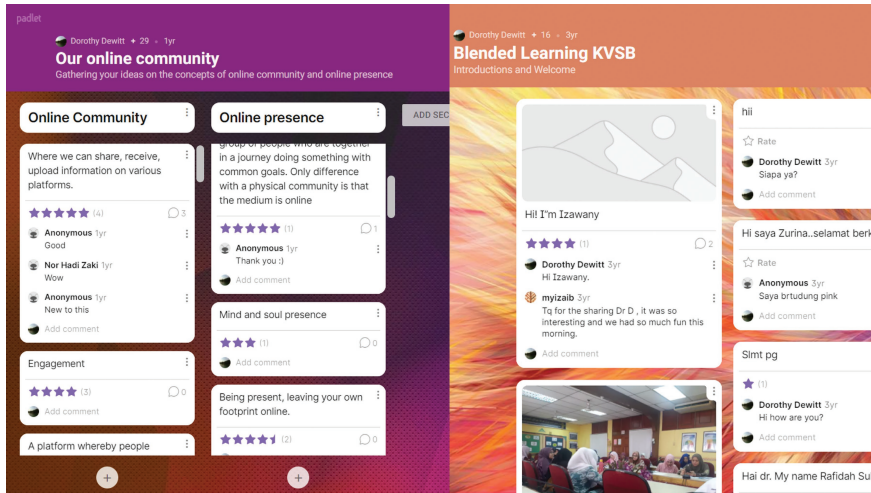 padlet
Dorothy Dewitt + 29 • 1yr
Our online community
Gathering your ideas on the concepts of online community and online presence
Online Community
Where we can share, receive,
upload information on various
platforms.
(4)
3
Anonymous 1yr
Good
Nor Hadi Zaki 1yr
Wow
Anonymous 1yr
New to this
Add comment
Engagement
(3)
0
Add comment
A platform whereby people
Online presence
group of people who are together
in a journey doing something with
common goals. Only difference
with a physical community is that
the medium is online
(1)
1
Anonymous 1yr
Thank you :)
Add comment
Mind and soul presence
(1)
0
Add comment
Being present, leaving your own
footprint online.
(2)
0
ADD SEC
Dorothy Dewitt + 16 • 3yr
Blended Learning KVSB
Introductions and Welcome
Hi! I"m Izawany
(1)
2
Dorothy Dewitt 3yr
Hi Izawany.
myizaib 3yr
Tq for the sharing Dr D , it was so
interesting and we had so much fun this
morning.
Add comment
hii
Rate
Dorothy Dewitt 3yr
Siapa ya?
Add comment
Hi saya Zurina..selamat berk
Rate
Anonymous 3yr
Saya brtudung pink
Add comment
Slmt pg
(1)
Dorothy Dewitt 3yr
Hi how are you?
Add comment
Hai dr. My name Rafidah Su